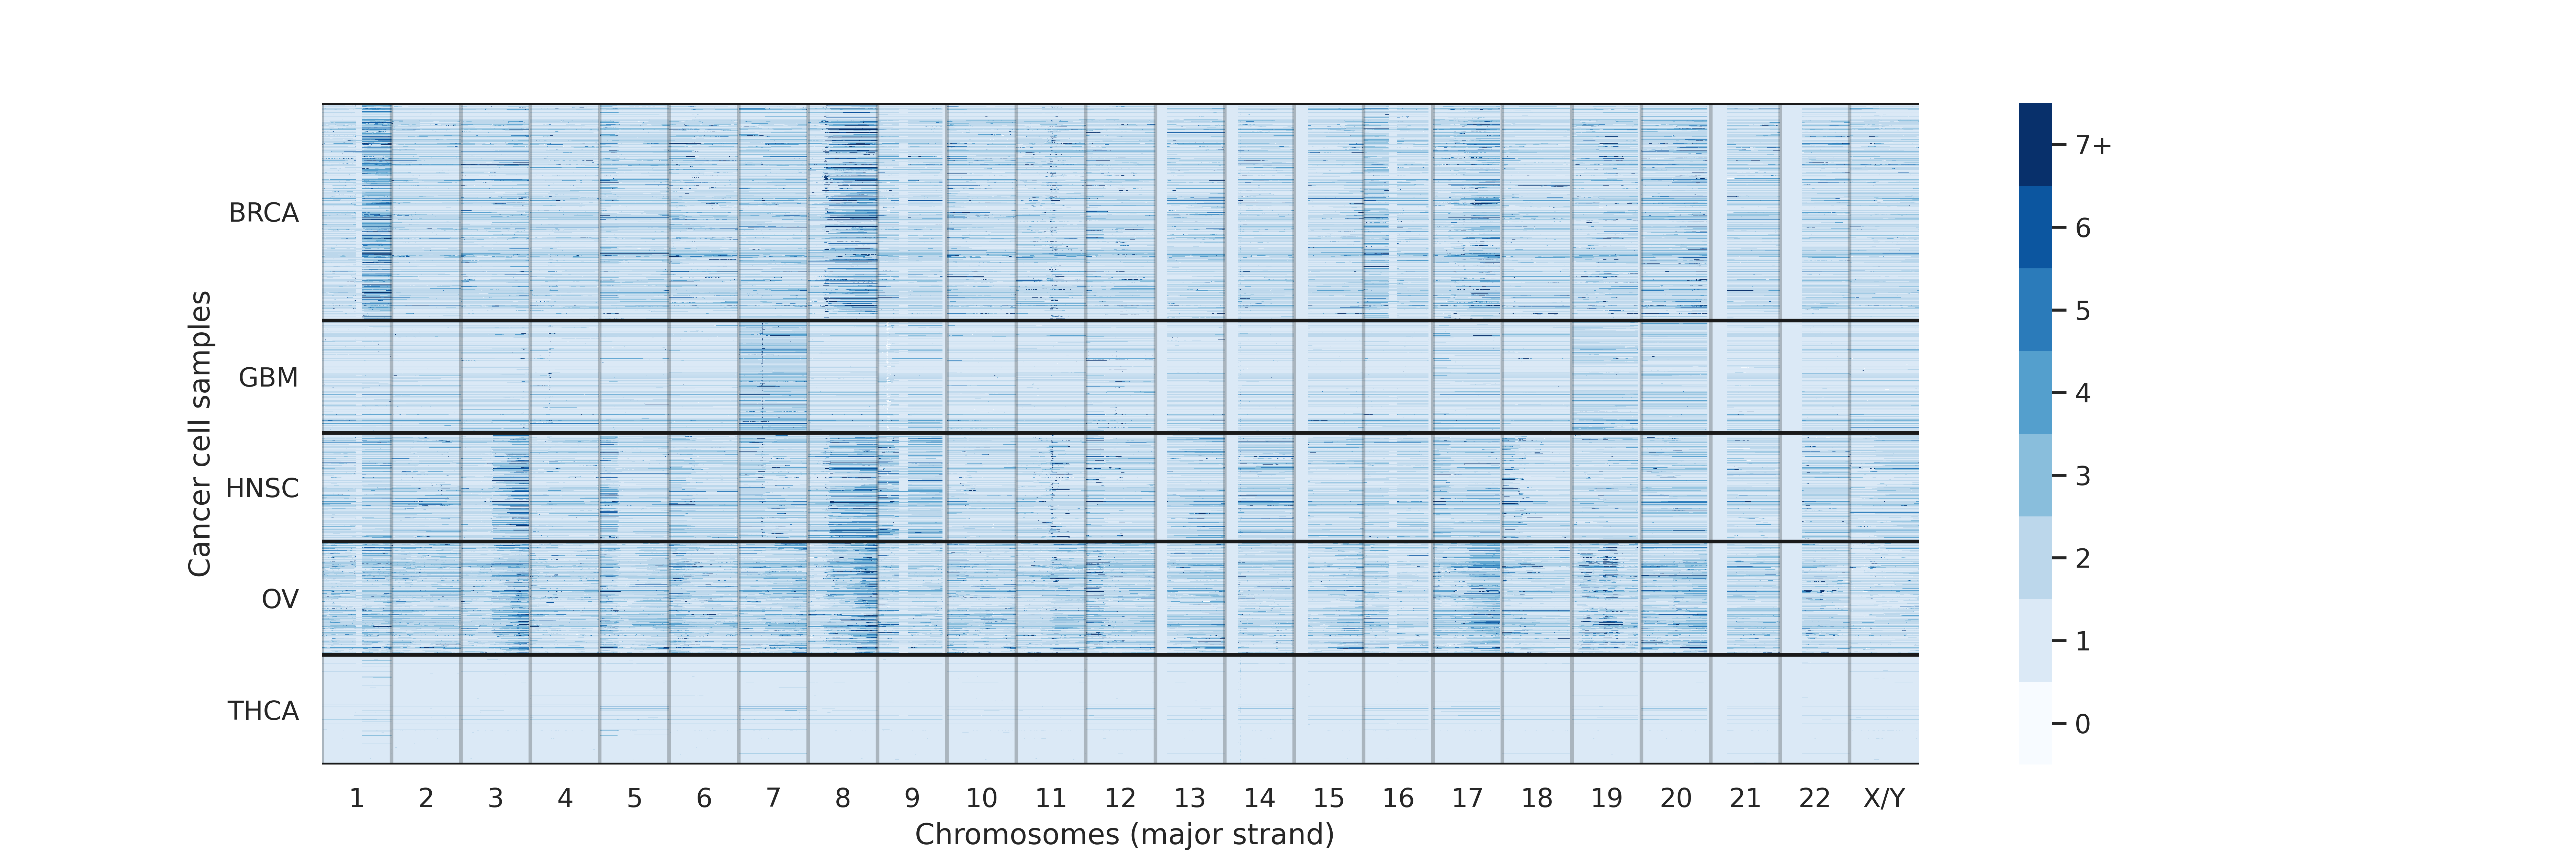 Cancer cell samples
BRCA
GBM
HNSC
OV
THCA
1 2 3 4 5 6 7 8 9 10 11 12 13 14 15 16 17 18 19 20 21 22 X/Y
Chromosomes (major strand)
7+
6
5
4
3
2
1
0